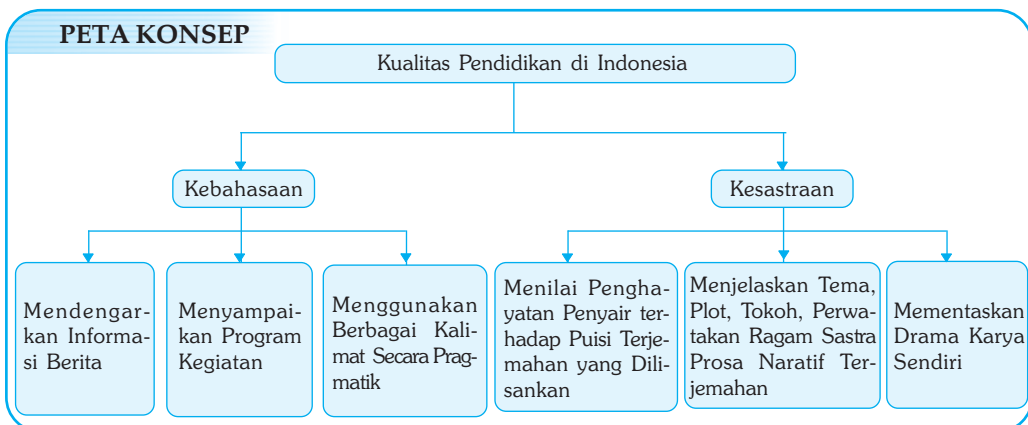 PETA KONSEP
Kualitas Pendidikan di Indonesia
Kebahasaan
Kesastraan
Mendengar-
kan Informa-
si Berita
Menyampai-
kan Program
Kegiatan
Menggunakan
Berbagai Kali-
mat Secara Prag-
matik
Menilai Pengha-
yatan Penyair ter-
hadap Puisi Terje-
mahan yang Dili-
sankan
Menjelaskan Tema,
Plot, Tokoh, Perwa-
takan Ragam Sastra
Prosa Naratif Ter-
jemahan
Mementaskan
Drama Karya
Sendiri